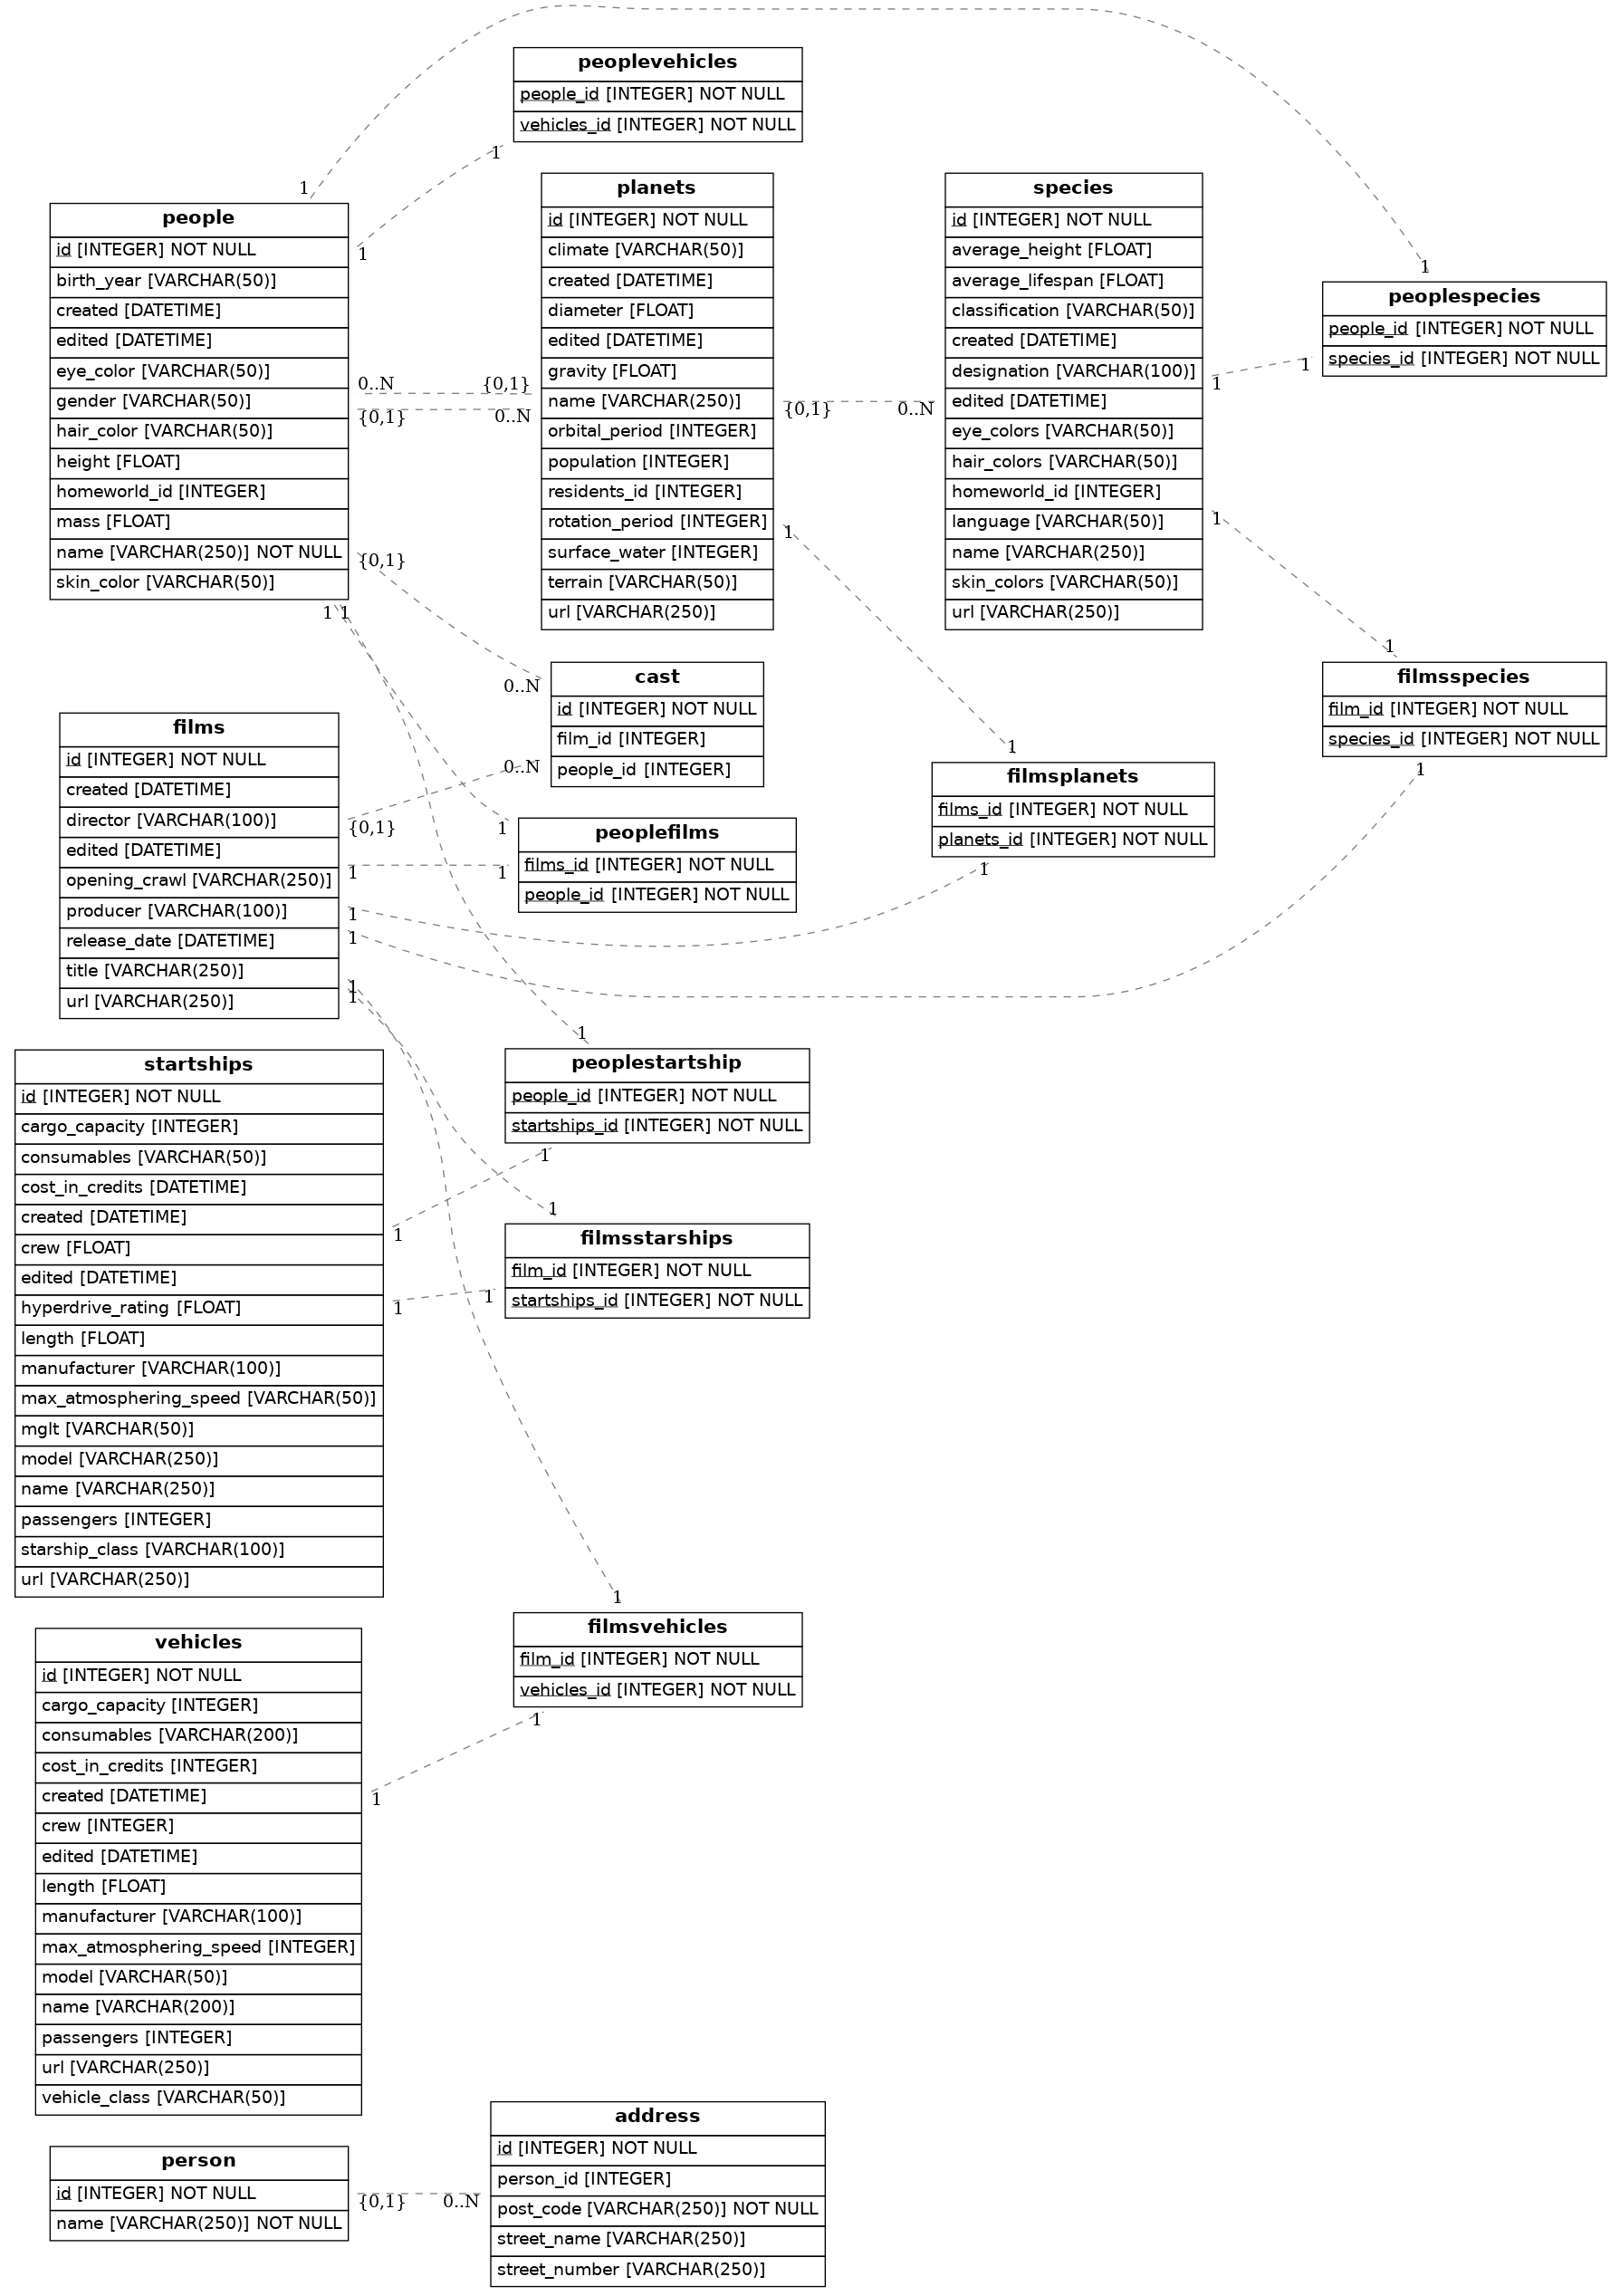 peoplevehicles
people_id [INTEGER] NOT NULL
vehicles_id [INTEGER] NOT NULL
1
1
1
1
people
id [INTEGER] NOT NULL
birth_year [VARCHAR(50)]
created [DATETIME]
edited [DATETIME]
eye_color [VARCHAR(50)]
gender [VARCHAR(50)]
hair_color [VARCHAR(50)]
height [FLOAT]
homeworld_id [INTEGER]
mass [FLOAT]
name [VARCHAR(250)] NOT NULL
skin_color [VARCHAR(50)]
0..N
{0,1}
{0,1}
0..N
planets
id [INTEGER] NOT NULL
climate [VARCHAR(50)]
created [DATETIME]
diameter [FLOAT]
edited [DATETIME]
gravity [FLOAT]
name [VARCHAR(250)]
orbital_period [INTEGER]
population [INTEGER]
residents_id [INTEGER]
rotation_period [INTEGER]
surface_water [INTEGER]
terrain [VARCHAR(50)]
url [VARCHAR(250)]
{0,1}
0..N
species
id [INTEGER] NOT NULL
average_height [FLOAT]
average_lifespan [FLOAT]
classification [VARCHAR(50)]
created [DATETIME]
designation [VARCHAR(100)]
edited [DATETIME]
eye_colors [VARCHAR(50)]
hair_colors [VARCHAR(50)]
homeworld_id [INTEGER]
language [VARCHAR(50)]
name [VARCHAR(250)]
skin_colors [VARCHAR(50)]
url [VARCHAR(250)]
1
1
peoplespecies
people_id [INTEGER] NOT NULL
species_id [INTEGER] NOT NULL
1
1
filmsspecies
film_id [INTEGER] NOT NULL
species_id [INTEGER] NOT NULL
1
{0,1}
0..N
cast
id [INTEGER] NOT NULL
film_id [INTEGER]
people_id [INTEGER]
0..N
{0,1}
1
1
films
id [INTEGER] NOT NULL
created [DATETIME]
director [VARCHAR(100)]
edited [DATETIME]
opening_crawl [VARCHAR(250)]
producer [VARCHAR(100)]
release_date [DATETIME]
title [VARCHAR(250)]
url [VARCHAR(250)]
1
1
1
1
1
1
1
peoplefilms
films_id [INTEGER] NOT NULL
people_id [INTEGER] NOT NULL
1
1
filmsplanets
films_id [INTEGER] NOT NULL
planets_id [INTEGER] NOT NULL
1
startships
id [INTEGER] NOT NULL
cargo_capacity [INTEGER]
consumables [VARCHAR(50)]
cost_in_credits [DATETIME]
created [DATETIME]
crew [FLOAT]
edited [DATETIME]
hyperdrive_rating [FLOAT]
length [FLOAT]
manufacturer [VARCHAR(100)]
max_atmosphering_speed [VARCHAR(50)]
mglt [VARCHAR(50)]
model [VARCHAR(250)]
name [VARCHAR(250)]
passengers [INTEGER]
starship_class [VARCHAR(100)]
url [VARCHAR(250)]
1
peoplestartship
people_id [INTEGER] NOT NULL
startships_id [INTEGER] NOT NULL
1
1
1
filmsstarships
film_id [INTEGER] NOT NULL
startships_id [INTEGER] NOT NULL
1
1
1
filmsvehicles
film_id [INTEGER] NOT NULL
vehicles_id [INTEGER] NOT NULL
1
1
vehicles
id [INTEGER] NOT NULL
cargo_capacity [INTEGER]
consumables [VARCHAR(200)]
cost_in_credits [INTEGER]
created [DATETIME]
crew [INTEGER]
edited [DATETIME]
length [FLOAT]
manufacturer [VARCHAR(100)]
max_atmosphering_speed [INTEGER]
model [VARCHAR(50)]
name [VARCHAR(200)]
passengers [INTEGER]
url [VARCHAR(250)]
vehicle_class [VARCHAR(50)]
person
id [INTEGER] NOT NULL
name [VARCHAR(250)] NOT NULL
{0,1}
0..N
address
id [INTEGER] NOT NULL
person_id [INTEGER]
post_code [VARCHAR(250)] NOT NULL
street_name [VARCHAR(250)]
street_number [VARCHAR(250)]